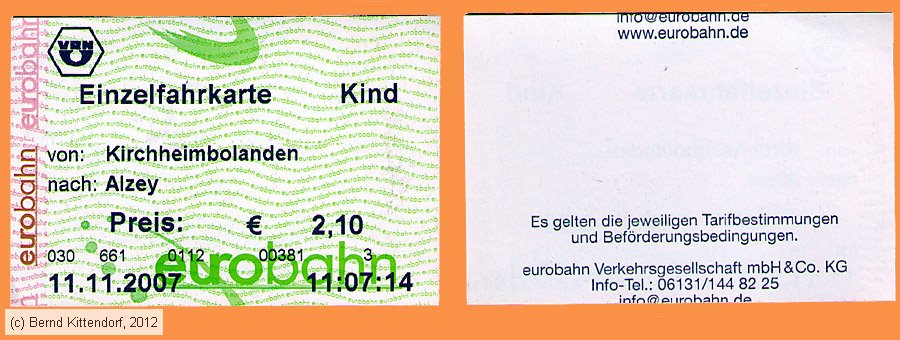 VRN
Einzelfahrkarte Kind
von: Kirchheimbolanden
nach: Alzey
Preis: € 2,10
030 661 0112 00381 3
eurobahn
11.11.2007 11:07:14
eurobahn eurobahn
eurobahn eurobahn
info@eurobahn.de
www.eurobahn.de
Es gelten die jeweiligen Tarifbestimmungen
und Beförderungsbedingungen.
eurobahn Verkehrsgesellschaft mbH & Co. KG
Info-Tel.: 06131/144 82 25
info@eurobahn.de
(c) Bernd Kittendorf, 2012